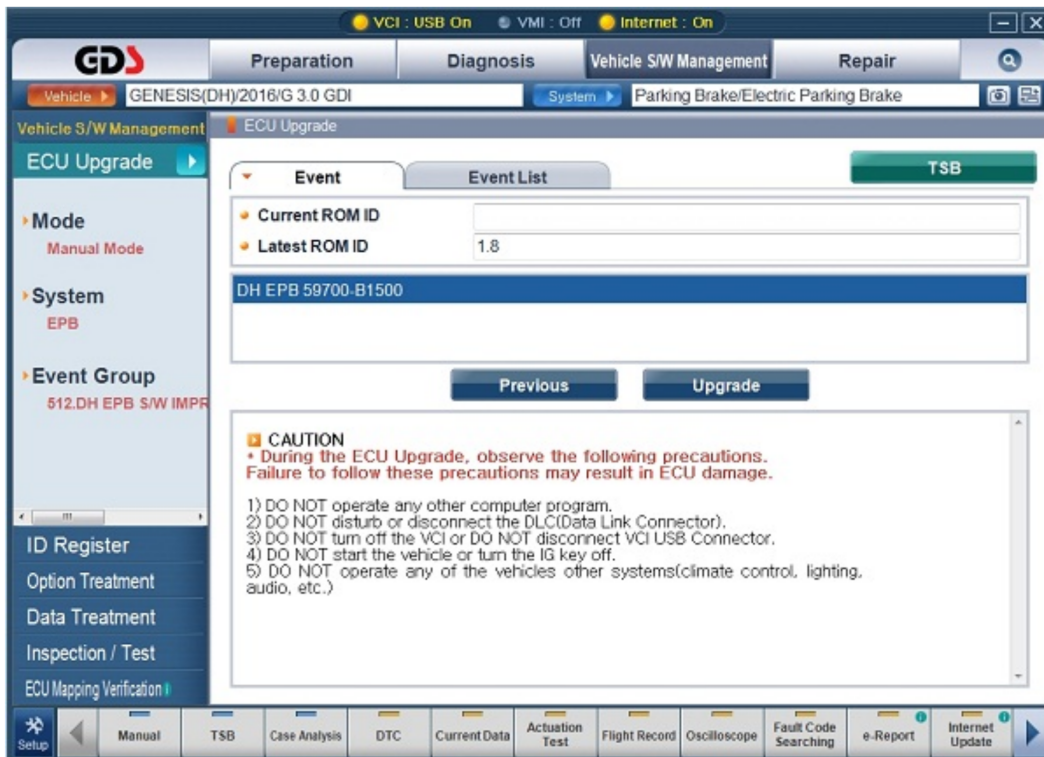 VCI : USB On VMI : Off Internet : On
GDS Preparation Diagnosis Vehicle S/W Management Repair
Vehicle GENESIS(DH)/2016/G 3.0 GDI System Parking Brake/Electric Parking Brake
Vehicle S/W Management
ECU Upgrade
Mode
Manual Mode
System
EPB
Event Group
512.DH EPB S/W IMPR
ID Register
Option Treatment
Data Treatment
Inspection / Test
ECU Mapping Verification
ECU Upgrade
Event Event List TSB
Current ROM ID
Latest ROM ID 1.8
DH EPB 59700-B1500
Previous Upgrade
CAUTION
• During the ECU Upgrade, observe the following precautions.
Failure to follow these precautions may result in ECU damage.
1) DO NOT operate any other computer program.
2) DO NOT disturb or disconnect the DLC(Data Link Connector).
3) DO NOT turn off the VCI or DO NOT disconnect VCI USB Connector.
4) DO NOT start the vehicle or turn the IG key off.
5) DO NOT operate any of the vehicles other systems(climate control, lighting,
audio, etc.)
Setup Manual TSB Case Analysis DTC Current Data Actuation Test Flight Record Oscilloscope Fault Code Searching e-Report Internet Update